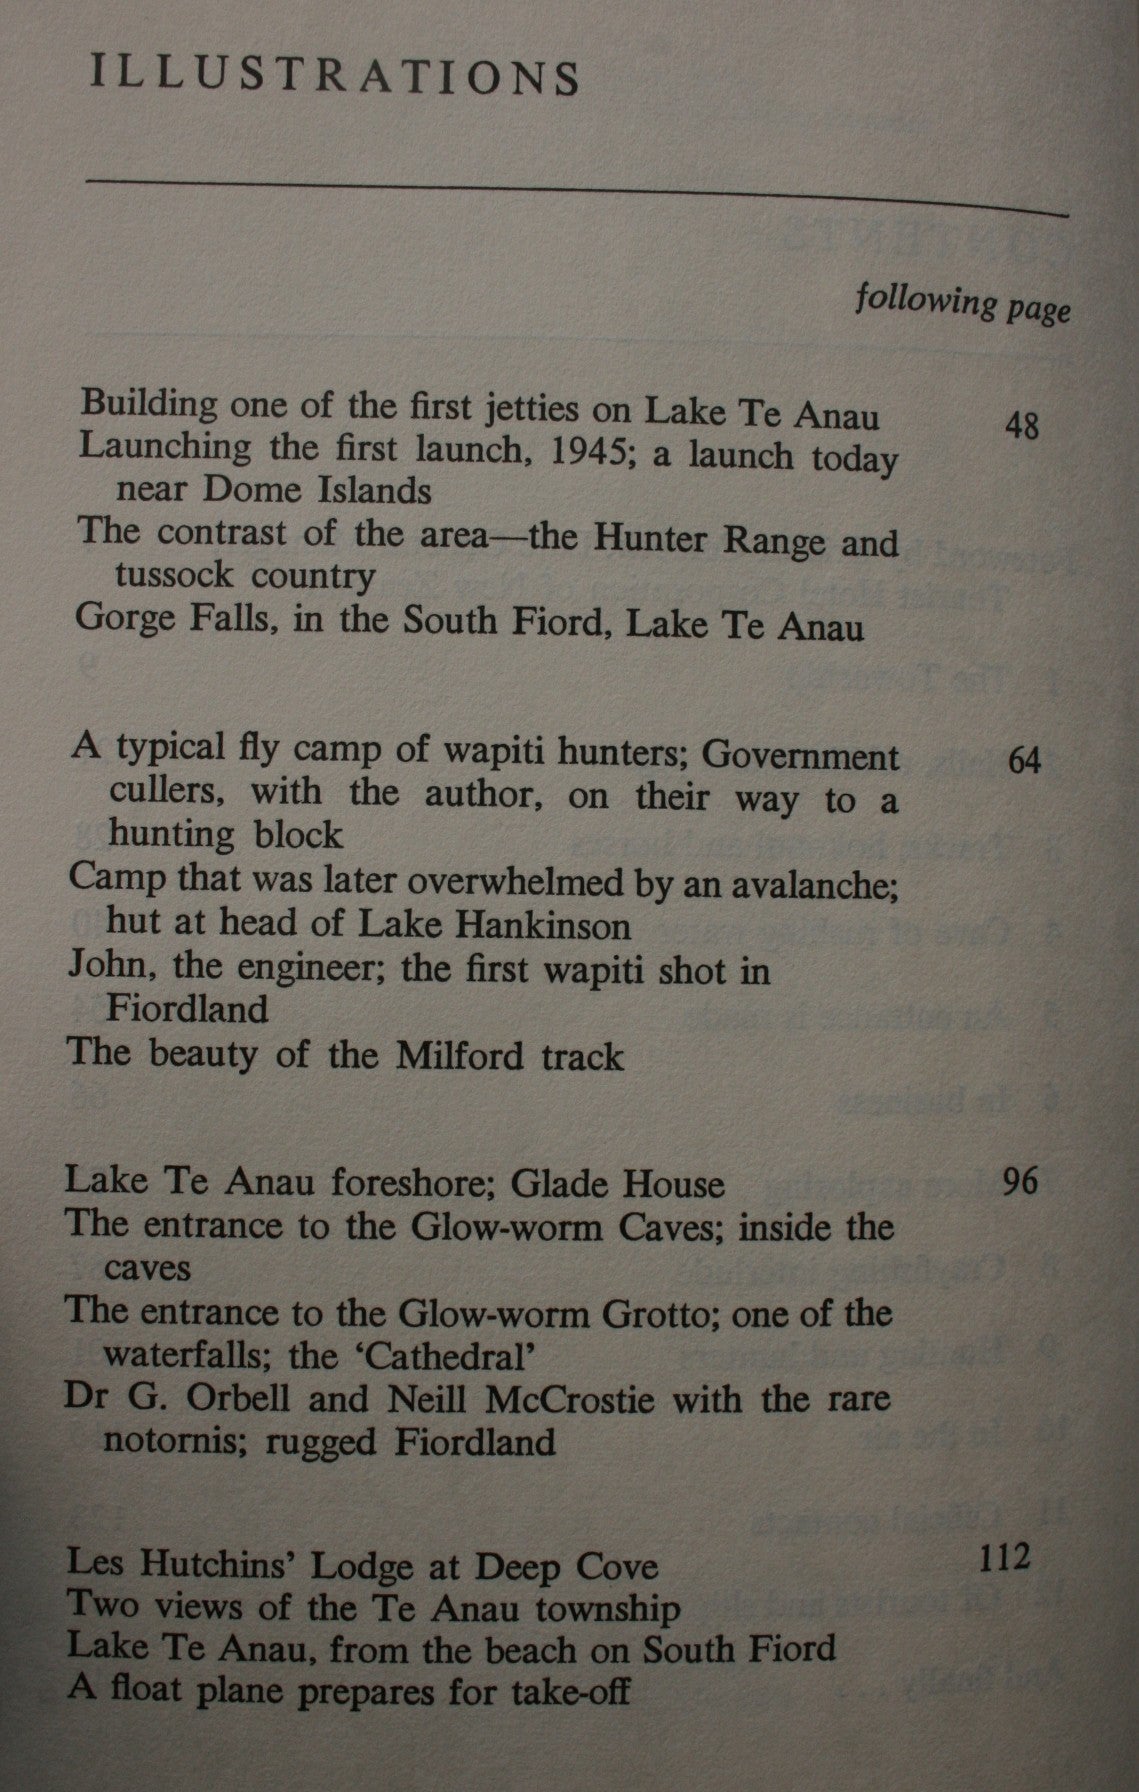 ILLUSTRATIONS
following page
Building one of the first jetties on Lake Te Anau 48
Launching the first launch, 1945; a launch today
near Dome Islands
The contrast of the area—the Hunter Range and
tussock country
Gorge Falls, in the South Fiord, Lake Te Anau
A typical fly camp of wapiti hunters; Government 64
cullers, with the author, on their way to a
hunting block
Camp that was later overwhelmed by an avalanche;
hut at head of Lake Hankinson
John, the engineer; the first wapiti shot in
Fiordland
The beauty of the Milford track
Lake Te Anau foreshore; Glade House 96
The entrance to the Glow-worm Caves; inside the
caves
The entrance to the Glow-worm Grotto; one of the
waterfalls; the ‘Cathedral’
Dr G. Orbell and Neill McCrostie with the rare
notornis; rugged Fiordland
Les Hutchins’ Lodge at Deep Cove 112
Two views of the Te Anau township
Lake Te Anau, from the beach on South Fiord
A float plane prepares for take-off